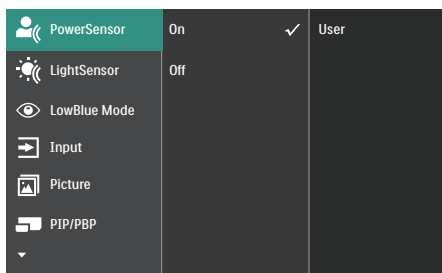 PowerSensor
On
User
LightSensor
Off
LowBlue Mode
Input
Picture
PIP/PBP